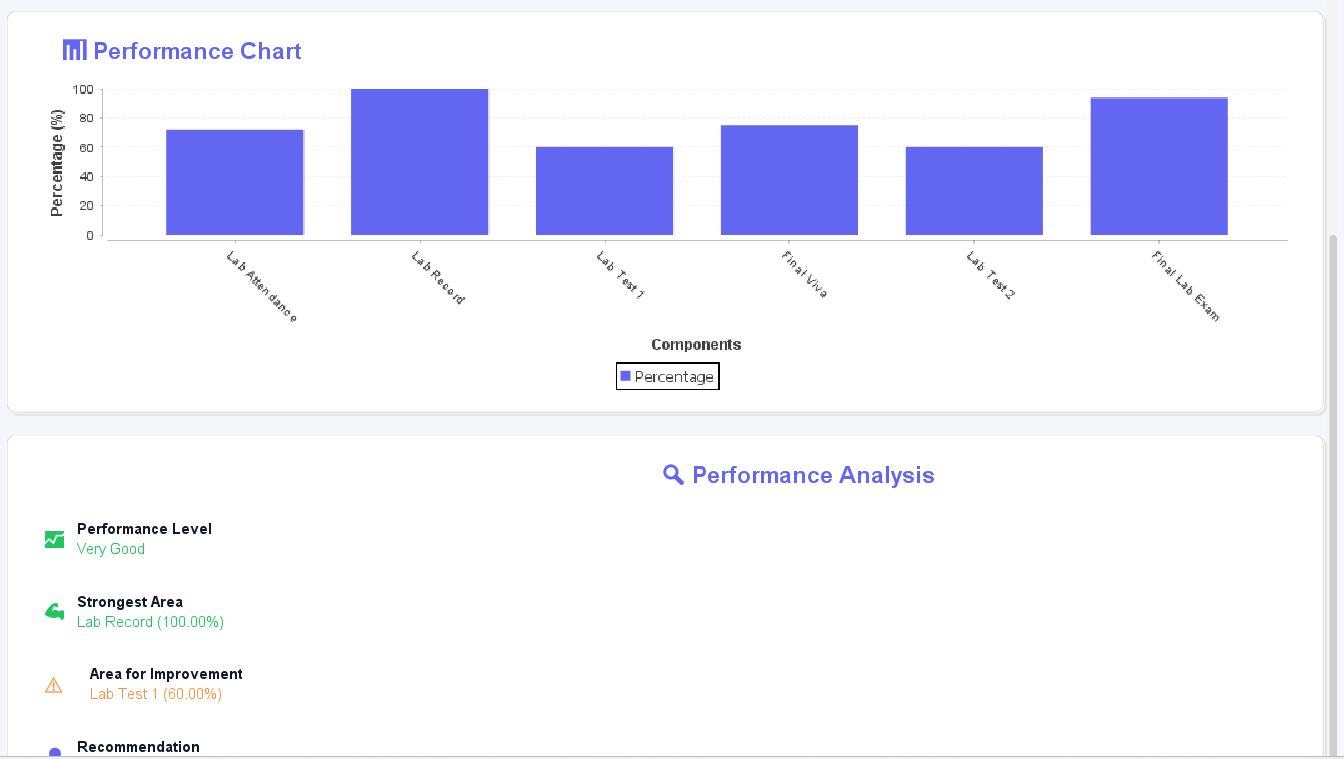 Performance Chart
Percentage (%)
100
80
60
40
20
0
Lab Attendance
Lab Record
Lab Test 1
Final Viva
Lab Test 2
Final Lab Exam
Components
Percentage
Performance Analysis
Performance Level
Very Good
Strongest Area
Lab Record (100.00%)
Area for Improvement
Lab Test 1 (60.00%)
Recommendation